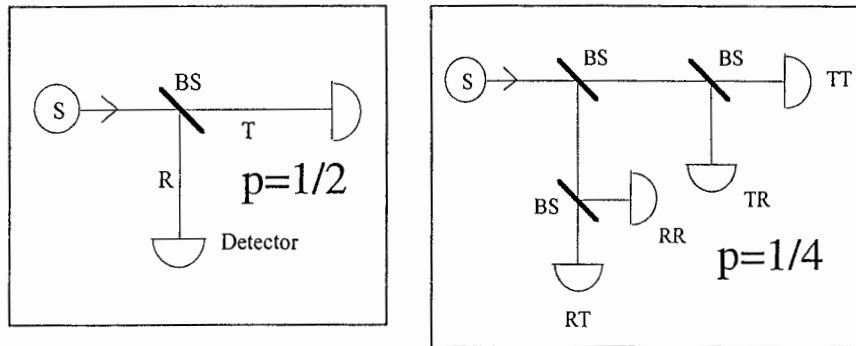 BS
S
T
R
p=1/2
Detector
BS
BS
S
TT
BS
TR
RR
p=1/4
RT